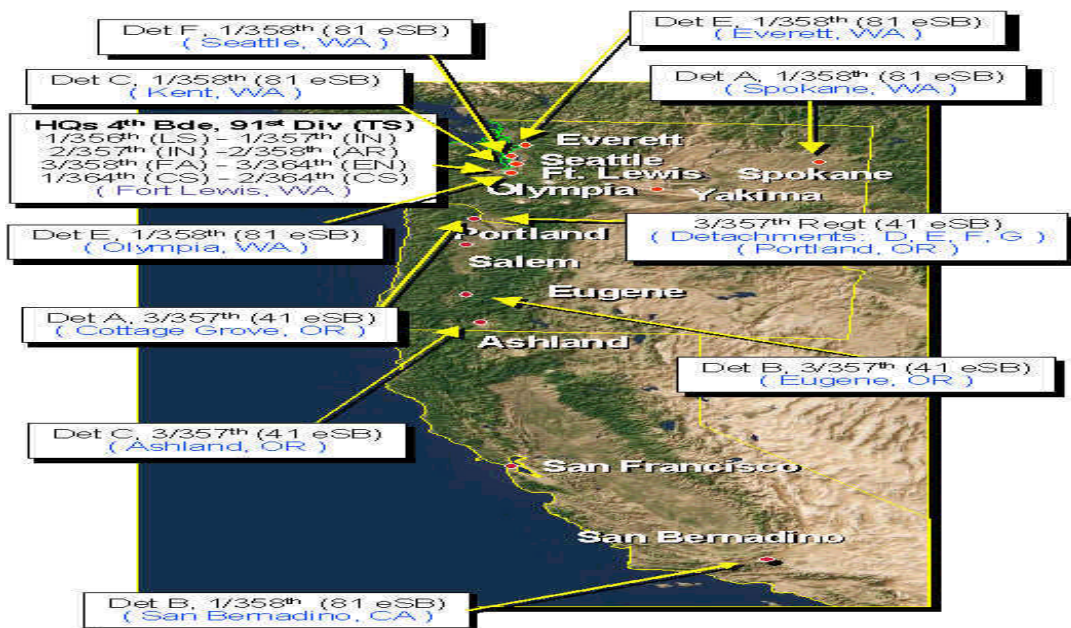 Det F, 1/358th (81 eSB)
( Seattle, WA )
Det E, 1/358th (81 eSB)
( Everett, WA )
Det C, 1/358th (81 eSB)
( Kent, WA )
Det A, 1/358th (81 eSB)
( Spokane, WA )
HQs 4th Bde, 91st Div (TS)
1/356th (LS) - 1/357th (IN)
2/357th (IN) -2/358th (AR)
3/358th (FA) - 3/364th (EN)
1/364th (CS) - 2/364th (CS)
( Fort Lewis, WA )
Everett
Seattle
Ft. Lewis
Spokane
Olympia
Yakima
Det E, 1/358th (81 eSB)
( Olympia, WA )
3/357th Regt (41 eSB)
( Detachments: D, E, F, G )
( Portland, OR )
Portland
Salem
Eugene
Det A, 3/357th (41 eSB)
( Cottage Grove, OR )
Ashland
Det B, 3/357th (41 eSB)
( Eugene, OR )
Det C, 3/357th (41 eSB)
( Ashland, OR )
San Francisco
San Bernadino
Det B, 1/358th (81 eSB)
( San Bernadino, CA )